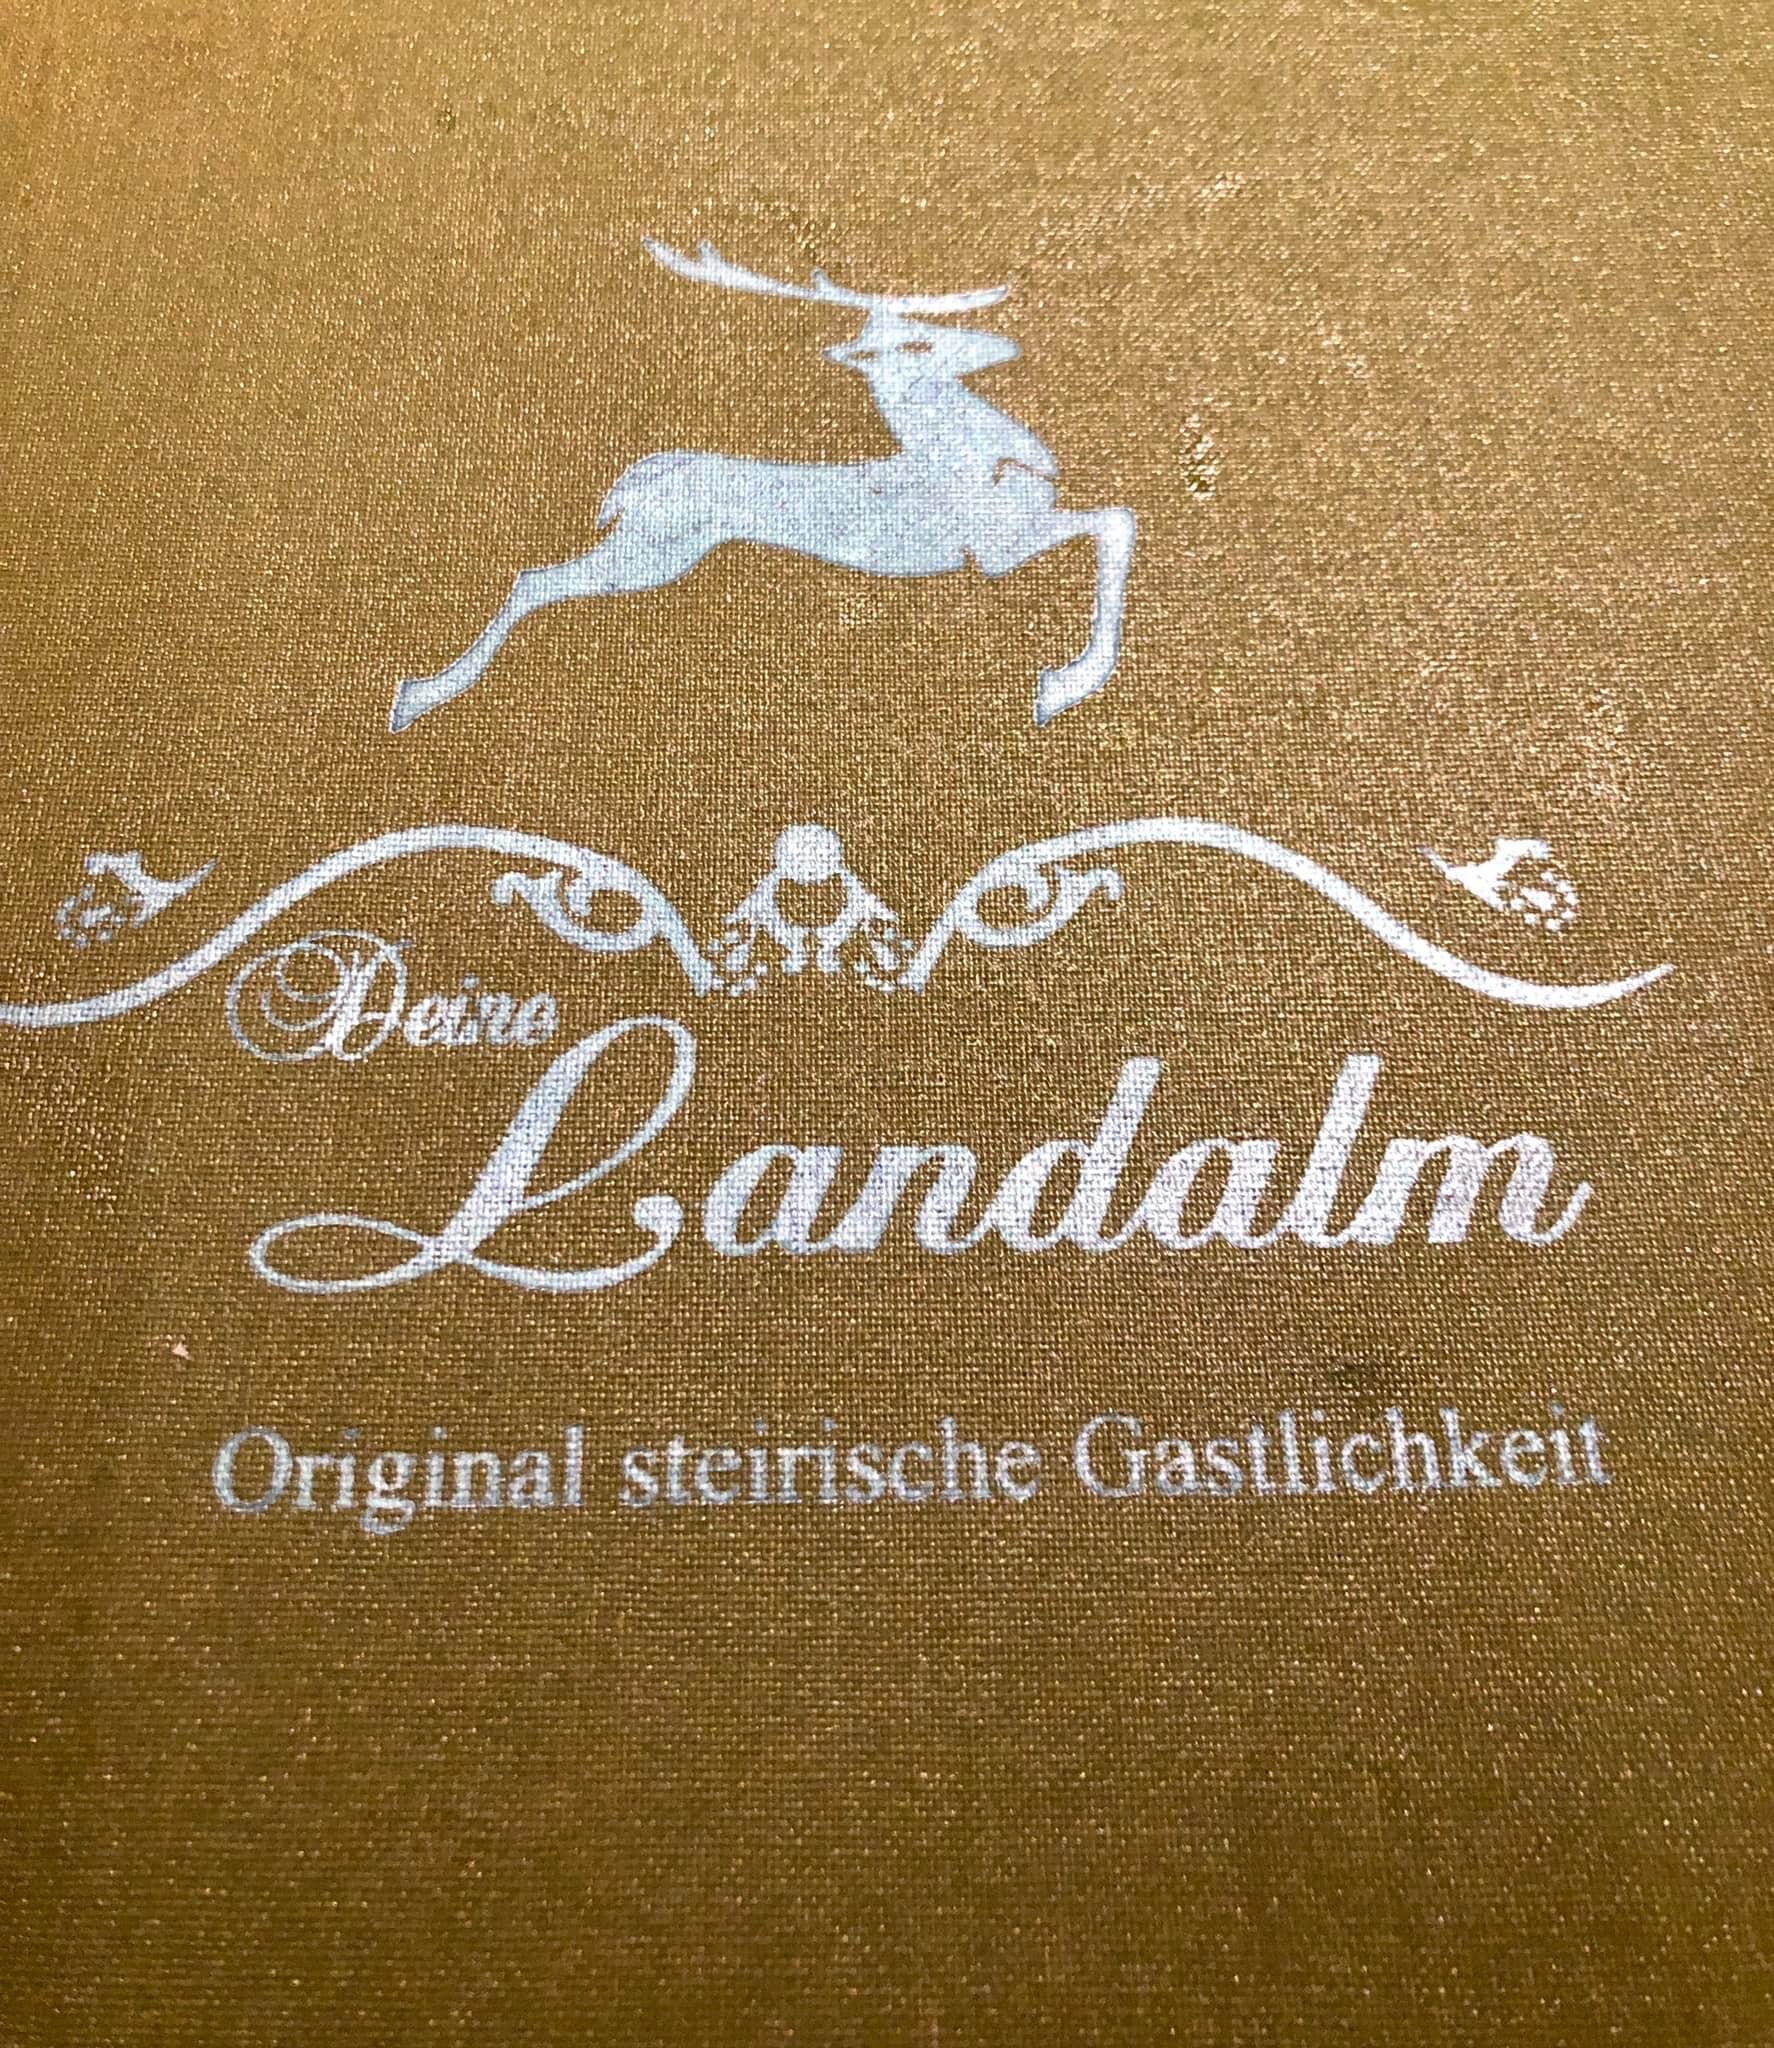 Deine
Landalm
Original steirische Gastlichkeit